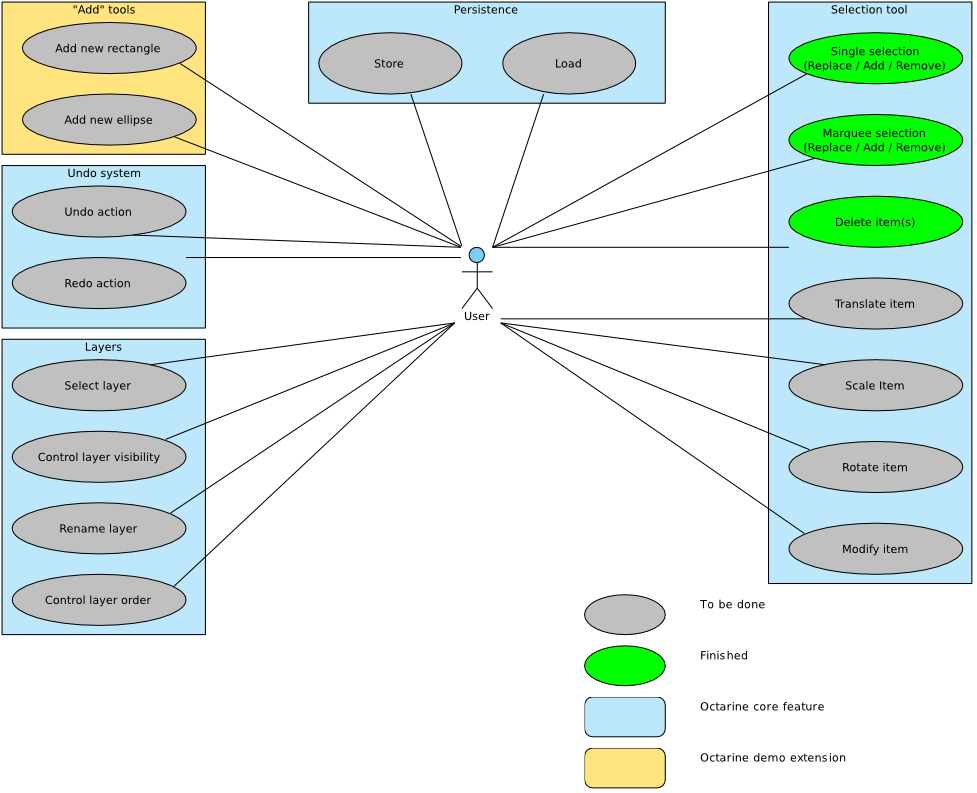 "Add" tools
Add new rectangle
Add new ellipse
Persistence
Store
Load
Selection tool
Single selection
(Replace / Add / Remove)
Marquee selection
(Replace / Add / Remove)
Delete item(s)
Translate item
Scale Item
Rotate item
Modify item
Undo system
Undo action
Redo action
User
Layers
Select layer
Control layer visibility
Rename layer
Control layer order
To be done
Finished
Octarine core feature
Octarine demo extension